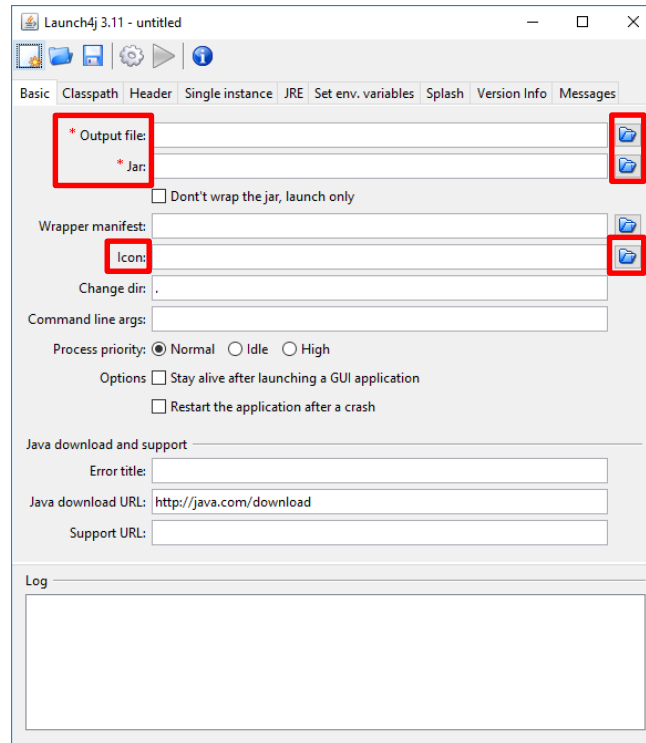 Launch4j 3.11 - untitled
Basic Classpath Header Single instance JRE Set env. variables Splash Version Info Messages
* Output file:
* Jar:
Dont't wrap the jar, launch only
Wrapper manifest:
Icon:
Change dir: .
Command line args:
Process priority: Normal Idle High
Options Stay alive after launching a GUI application
Restart the application after a crash
Java download and support
Error title:
Java download URL: http://java.com/download
Support URL:
Log